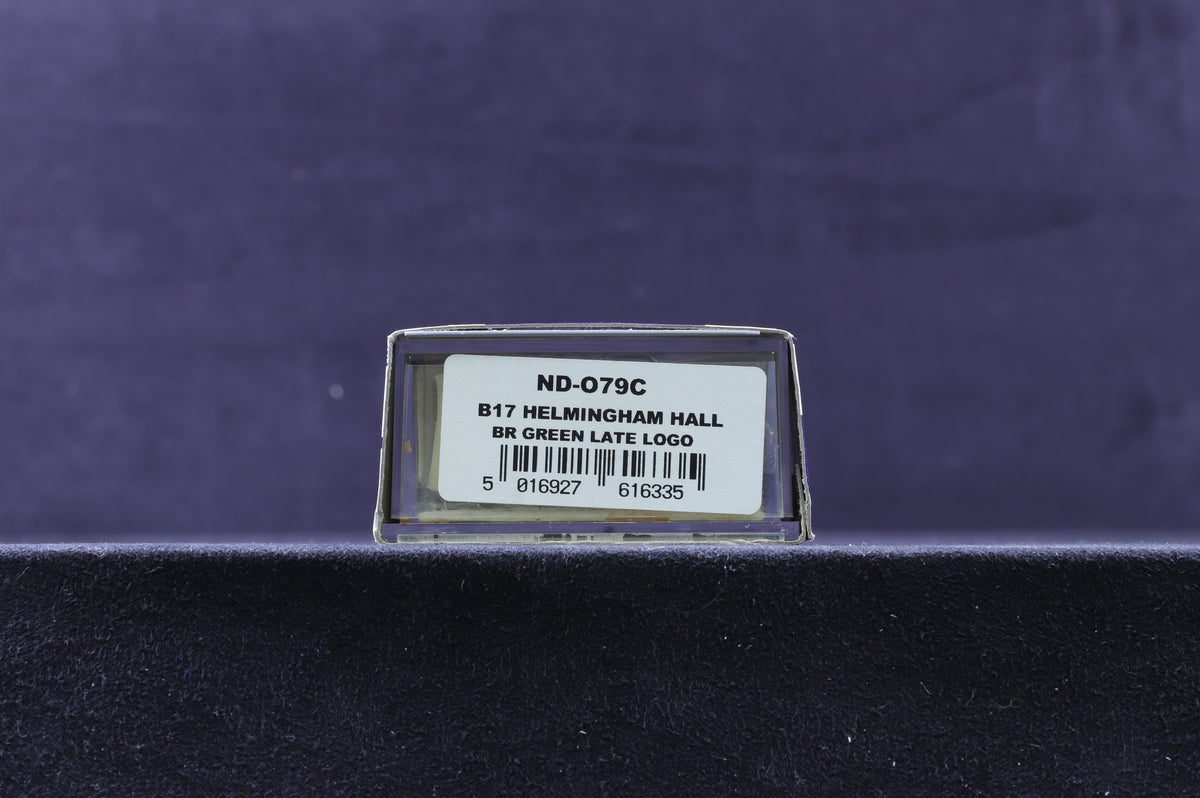 ND-079C
B17 HELMINGHAM HALL
BR GREEN LATE LOGO
5 016927 616335